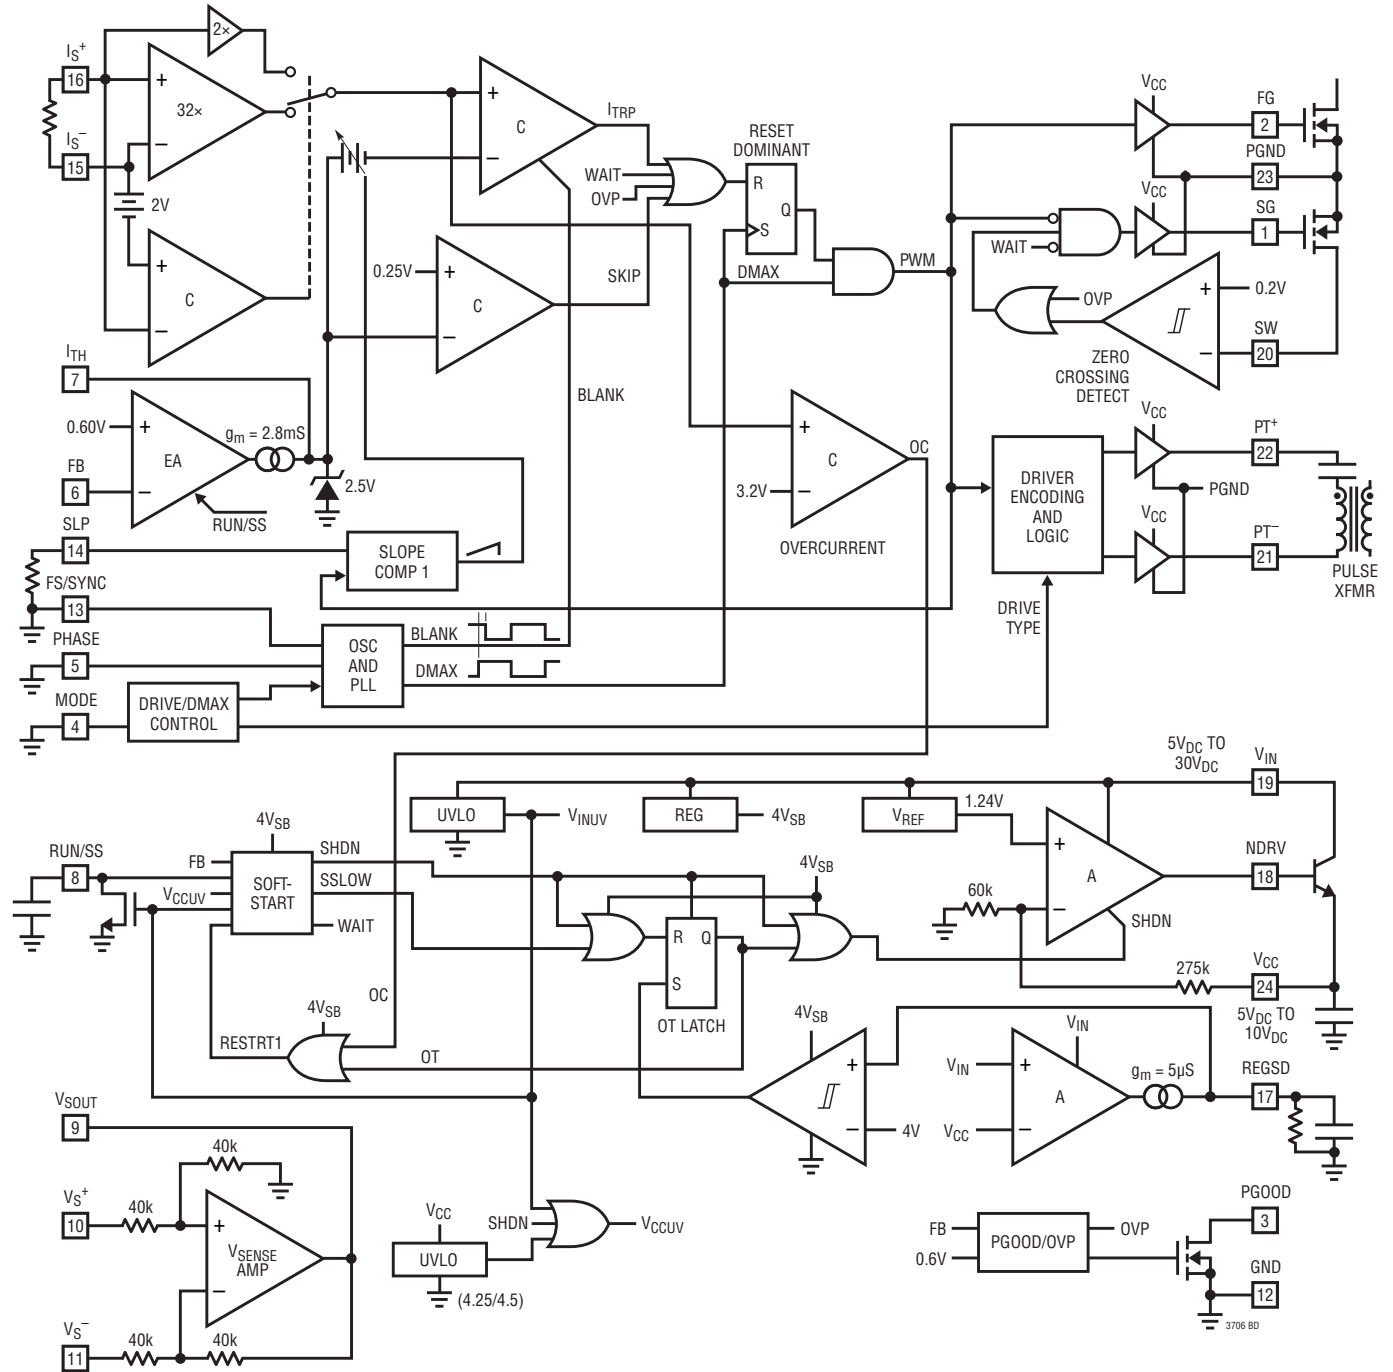 2×
IS+
16
32×
+
−
IS−
15
2V
+
C
−
+
C
−
ITRP
WAIT
OVP
RESET
DOMINANT
R
Q
S
0.25V
+
C
−
SKIP
DMAX
PWM
BLANK
VCC
FG
2
PGND
23
VCC
SG
1
WAIT
OVP
+
0.2V
SW
−
20
ZERO
CROSSING
DETECT
ITH
7
0.60V
+
EA
−
gm = 2.8mS
FB
6
2.5V
RUN/SS
+
C
−
OC
3.2V
OVERCURRENT
DRIVER
ENCODING
AND
LOGIC
VCC
PT+
22
PGND
VCC
PT−
21
PULSE
XFMR
DRIVE
TYPE
SLP
14
SLOPE
COMP 1
FS/SYNC
13
PHASE
5
OSC
AND
PLL
BLANK
DMAX
MODE
4
DRIVE/DMAX
CONTROL
5VDC TO
30VDC
VIN
19
UVLO
VINUV
REG
4VSB
VREF
1.24V
+
A
−
NDRV
18
SHDN
60k
275k
VCC
24
5VDC TO
10VDC
RUN/SS
8
4VSB
FB
VCCUV
SOFT-
START
SHDN
SSLOW
WAIT
4VSB
R
Q
S
OT LATCH
OC
4VSB
RESTRT1
OT
4VSB
+
−
4V
VIN
VIN
+
A
VCC
−
gm = 5µS
REGSD
17
VSOUT
9
40k
VS+
10
40k
+
VSENSE
AMP
−
VS−
11
40k
40k
VCC
UVLO
(4.25/4.5)
SHDN
VCCUV
FB
0.6V
PGOOD/OVP
OVP
PGOOD
3
GND
12
3706 BD